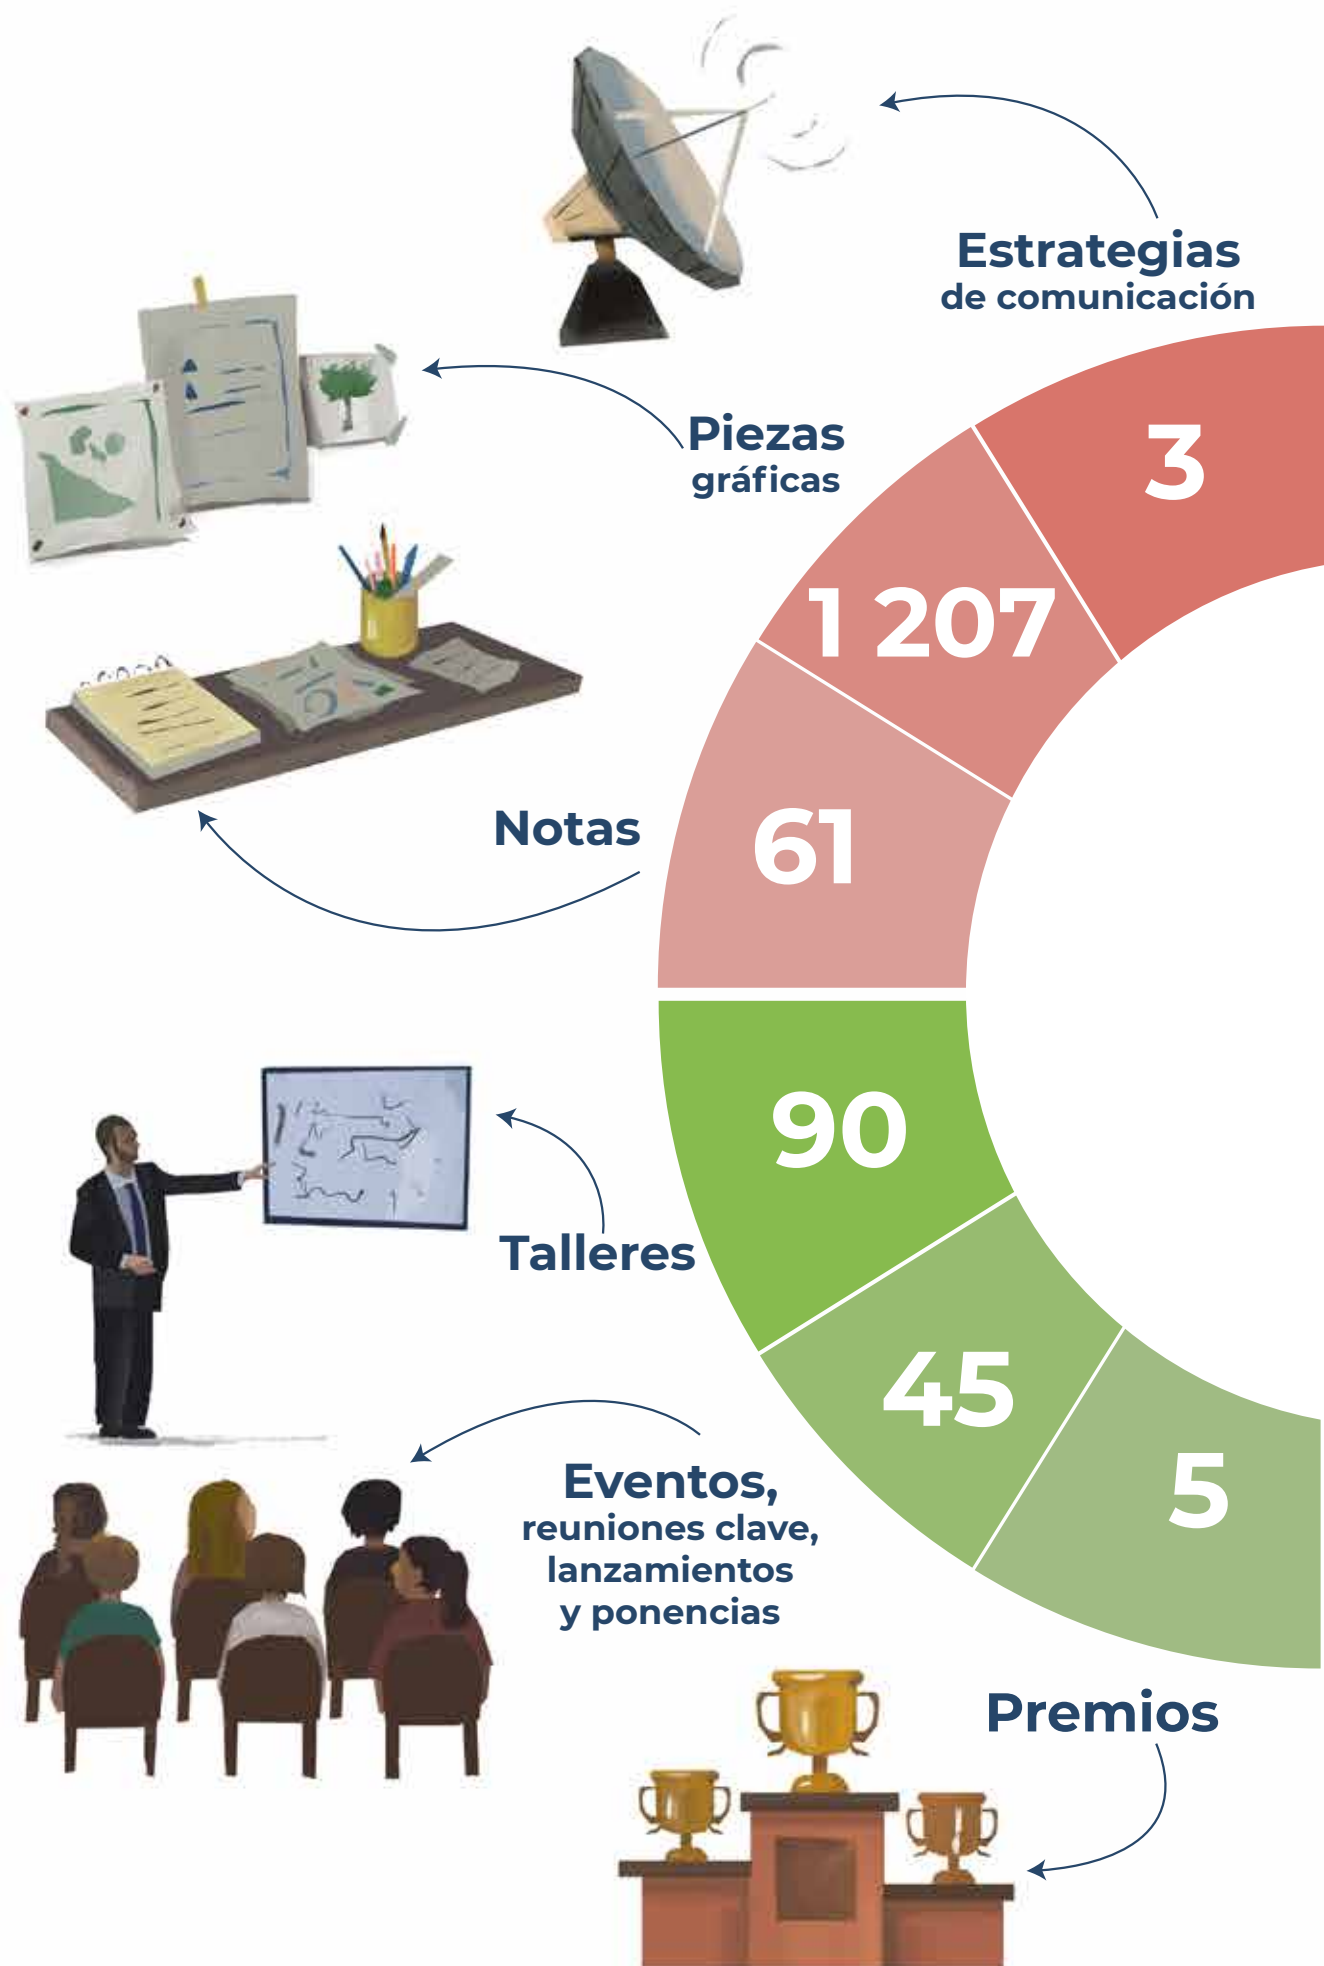 Estrategias
de comunicación
3
Piezas
gráficas
1 207
Notas
61
90
Talleres
45
Eventos,
reuniones clave,
lanzamientos
y ponencias
5
Premios